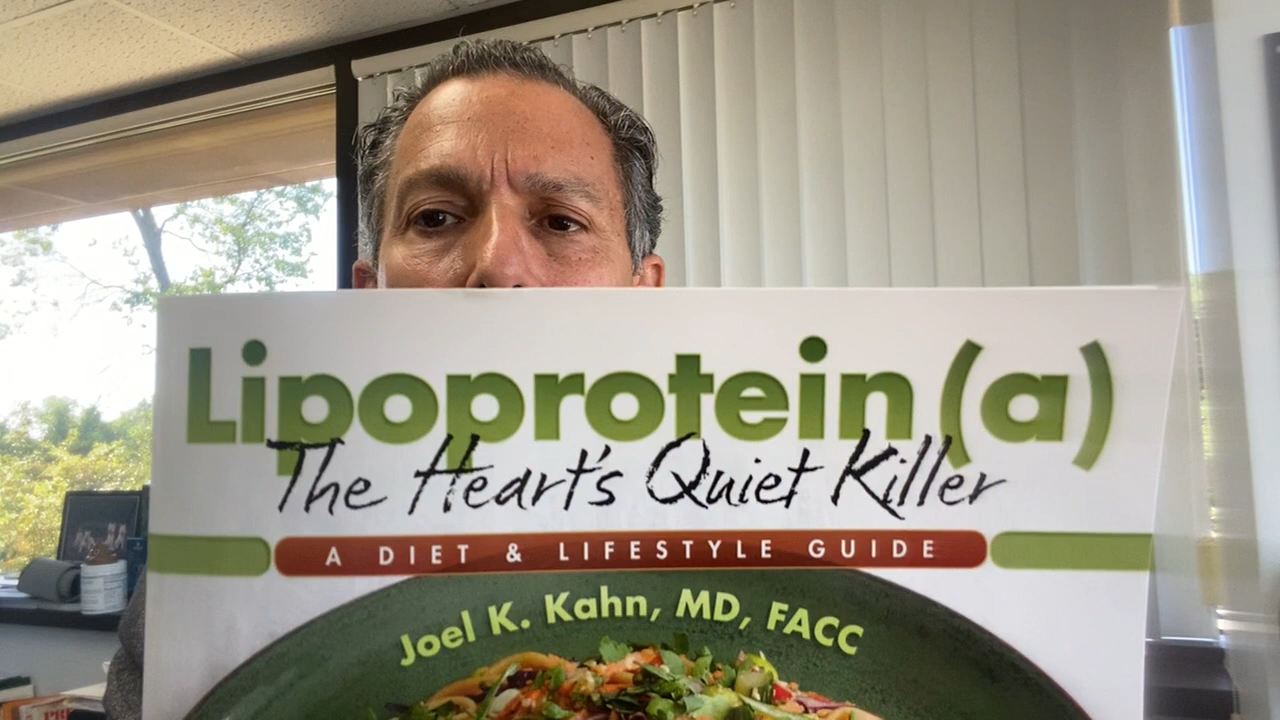 Lipoprotein (a)
The Heart's Quiet Killer
A DIET & LIFESTYLE GUIDE
Joel K. Kahn, MD, FACC